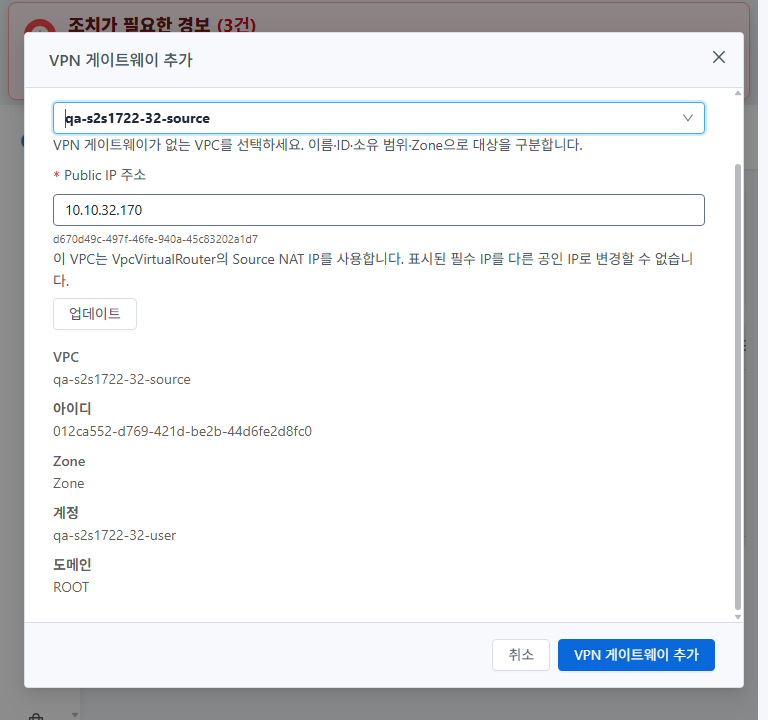 조치가 필요한 경보 (3건)
VPN 게이트웨이 추가
qa-s2s1722-32-source
VPN 게이트웨이가 없는 VPC를 선택하세요. 이름·ID·소유 범위·Zone으로 대상을 구분합니다.
* Public IP 주소
10.10.32.170
d670d49c-497f-46fe-940a-45c83202a1d7
이 VPC는 VpcVirtualRouter의 Source NAT IP를 사용합니다. 표시된 필수 IP를 다른 공인 IP로 변경할 수 없습니
다.
업데이트
VPC
qa-s2s1722-32-source
아이디
012ca552-d769-421d-be2b-44d6fe2d8fc0
Zone
Zone
계정
qa-s2s1722-32-user
도메인
ROOT
취소
VPN 게이트웨이 추가